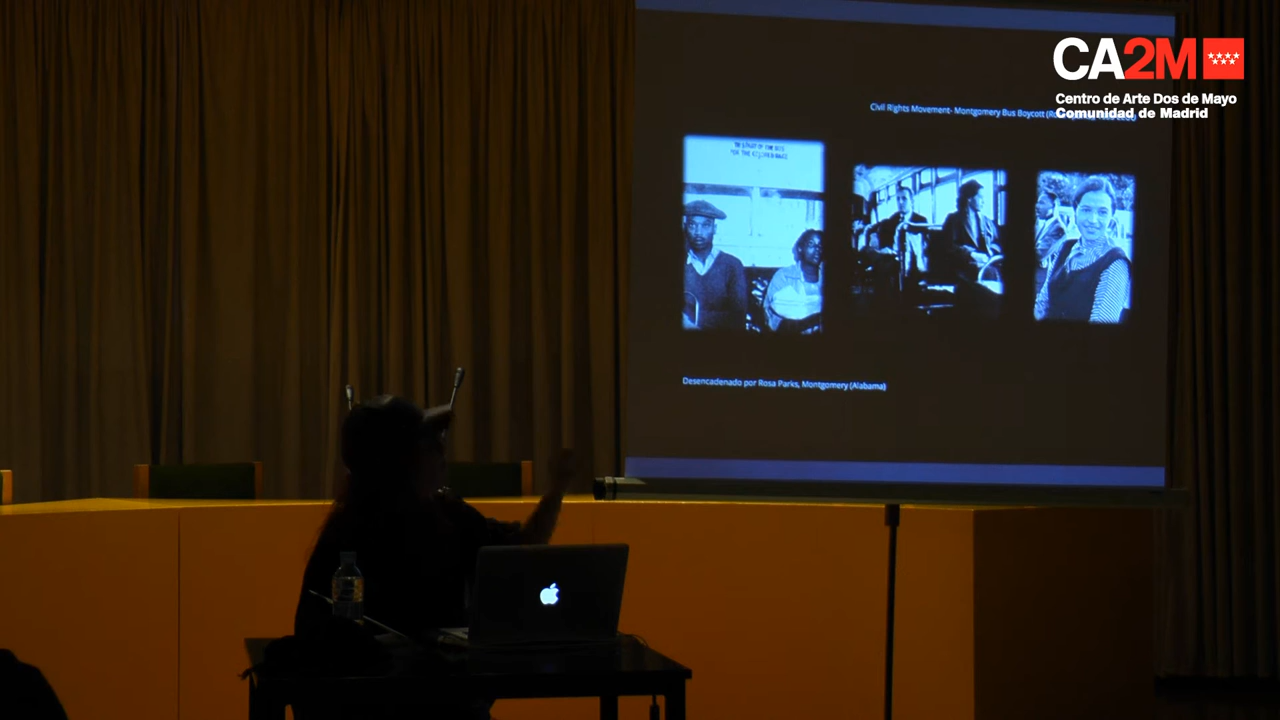 CA2M
Centro de Arte Dos de Mayo
Comunidad de Madrid
Civil Rights Movement- Montgomery Bus Boycott
Desencadenado por Rosa Parks, Montgomery (Alabama)